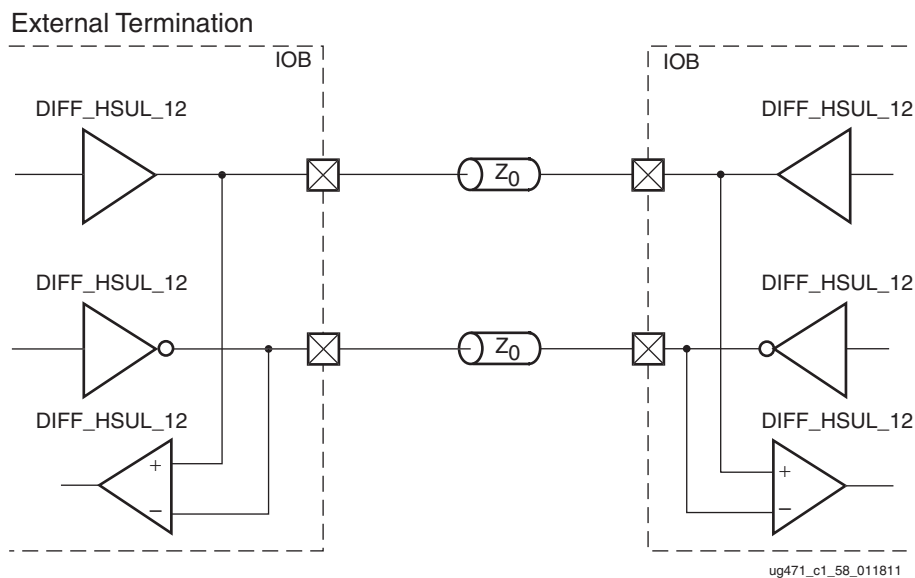 External Termination
IOB
IOB
DIFF_HSUL_12
DIFF_HSUL_12
Z0
DIFF_HSUL_12
DIFF_HSUL_12
Z0
DIFF_HSUL_12
DIFF_HSUL_12
+
–
+
–
ug471_c1_58_011811